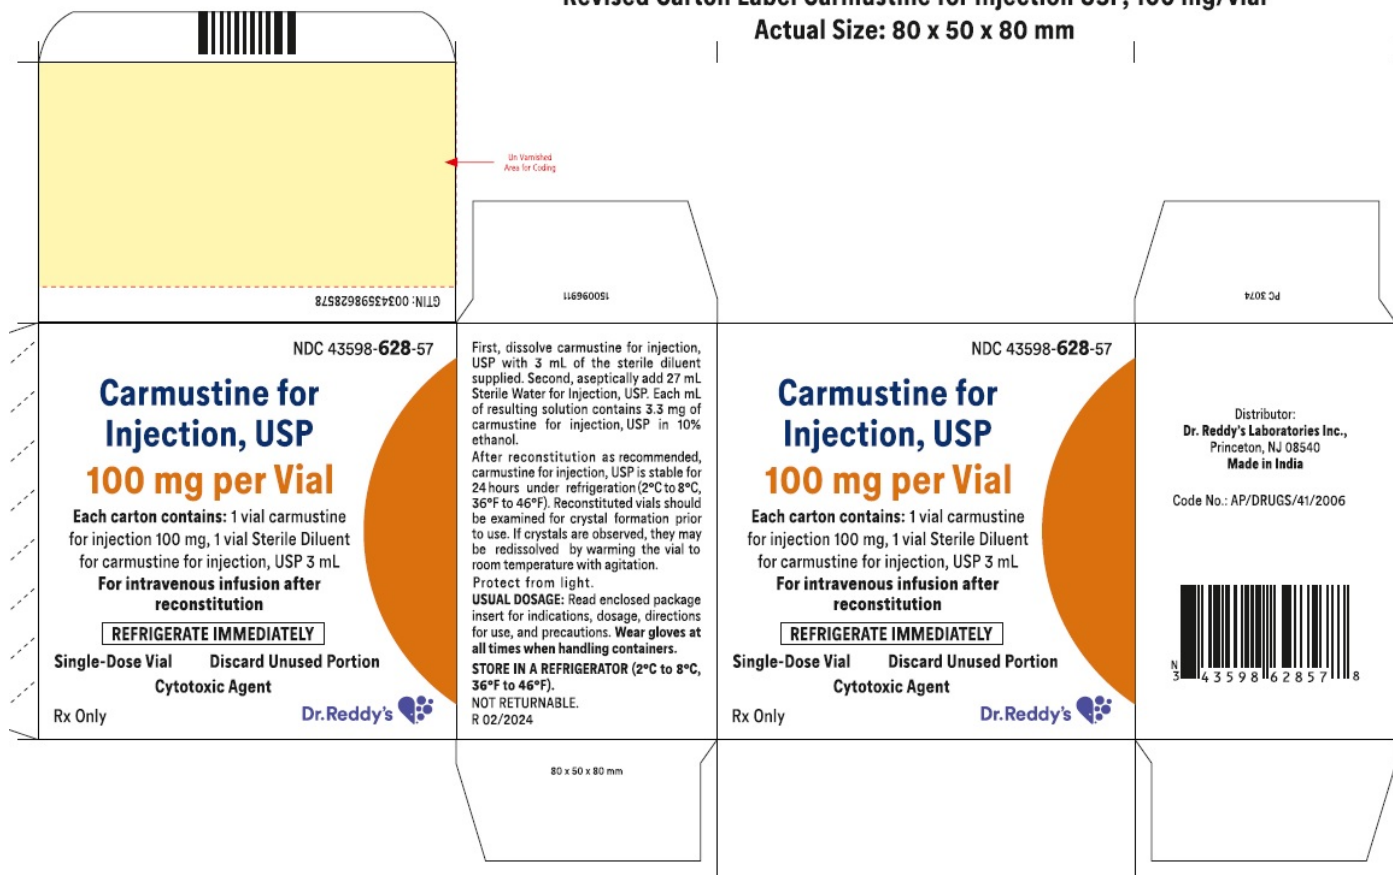 Revised Carton Label Carmustine for Injection USP, 100 mg/Vial
Actual Size: 80 x 50 x 80 mm
Un Varnished
Area for Coding
GTIN: 00343598628578
15009691
PC 3074
NDC 43598-628-57
Carmustine for
Injection, USP
100 mg per Vial
Each carton contains: 1 vial carmustine
for injection 100 mg, 1 vial Sterile Diluent
for carmustine for injection, USP 3 mL
For intravenous infusion after
reconstitution
REFRIGERATE IMMEDIATELY
Single-Dose Vial Discard Unused Portion
Cytotoxic Agent
Rx Only
Dr.Reddy's
First, dissolve carmustine for injection,
USP with 3 mL of the sterile diluent
supplied. Second, aseptically add 27 mL
Sterile Water for Injection, USP. Each mL
of resulting solution contains 3.3 mg of
carmustine for injection, USP in 10%
ethanol.
After reconstitution as recommended,
carmustine for injection, USP is stable for
24 hours under refrigeration (2°C to 8°C,
36°F to 46°F). Reconstituted vials should
be examined for crystal formation prior
to use. If crystals are observed, they may
be redissolved by warming the vial to
room temperature with agitation.
Protect from light.
USUAL DOSAGE: Read enclosed package
insert for indications, dosage, directions
for use, and precautions. Wear gloves at
all times when handling containers.
STORE IN A REFRIGERATOR (2°C to 8°C,
36°F to 46°F).
NOT RETURNABLE.
R 02/2024
NDC 43598-628-57
Carmustine for
Injection, USP
100 mg per Vial
Each carton contains: 1 vial carmustine
for injection 100 mg, 1 vial Sterile Diluent
for carmustine for injection, USP 3 mL
For intravenous infusion after
reconstitution
REFRIGERATE IMMEDIATELY
Single-Dose Vial Discard Unused Portion
Cytotoxic Agent
Rx Only
Dr.Reddy's
Distributor:
Dr. Reddy's Laboratories Inc.,
Princeton, NJ 08540
Made in India
Code No.: AP/DRUGS/41/2006
N
3 43598 62857 8
80 x 50 x 80 mm